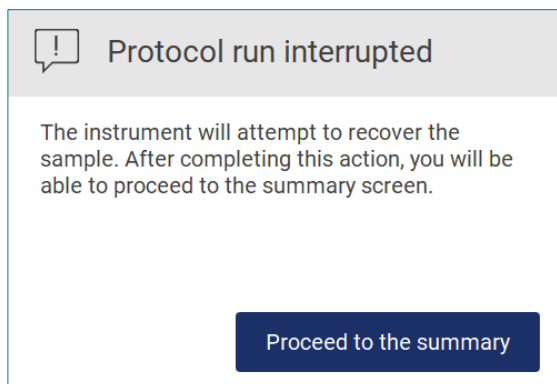 Protocol run interrupted
The instrument will attempt to recover the
sample. After completing this action, you will be
able to proceed to the summary screen.
Proceed to the summary